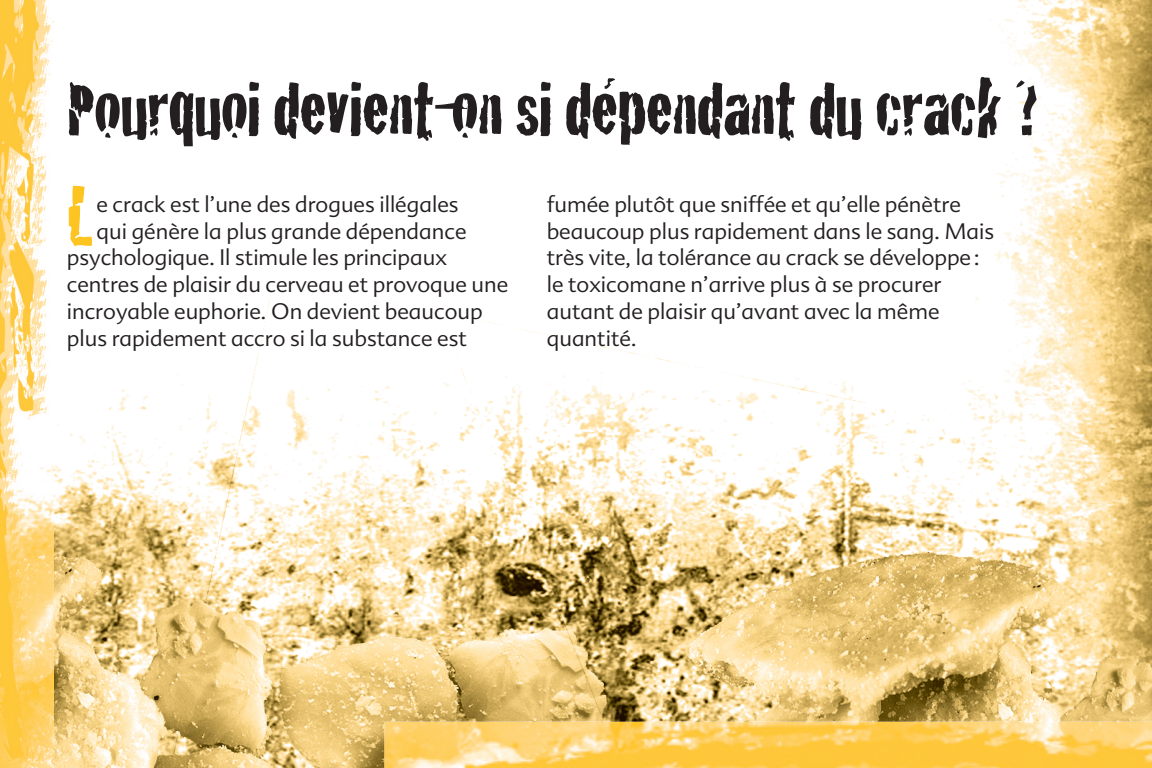 Pourquoi devient-on si dépendant du crack ?
Le crack est l’une des drogues illégales
qui génère la plus grande dépendance
psychologique. Il stimule les principaux
centres de plaisir du cerveau et provoque une
incroyable euphorie. On devient beaucoup
plus rapidement accro si la substance est
fumée plutôt que sniffée et qu’elle pénètre
beaucoup plus rapidement dans le sang. Mais
très vite, la tolérance au crack se développe :
le toxicomane n’arrive plus à se procurer
autant de plaisir qu’avant avec la même
quantité.